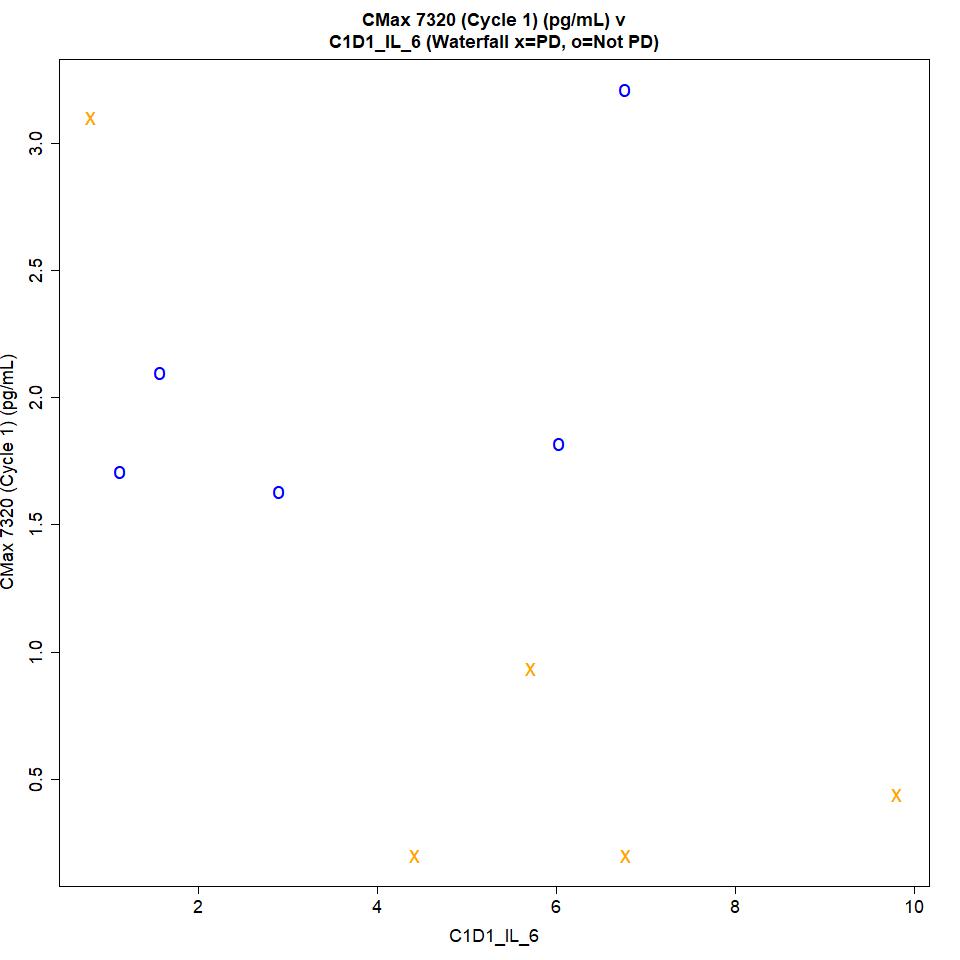 CMax 7320 (Cycle 1) (pg/mL) v
C1D1_IL_6 (Waterfall x=PD, o=Not PD)
CMax 7320 (Cycle 1) (pg/mL)
3.0
2.5
2.0
1.5
1.0
0.5
X
O
O
O
O
O
X
X
X
X
2
4
6
8
10
C1D1_IL_6